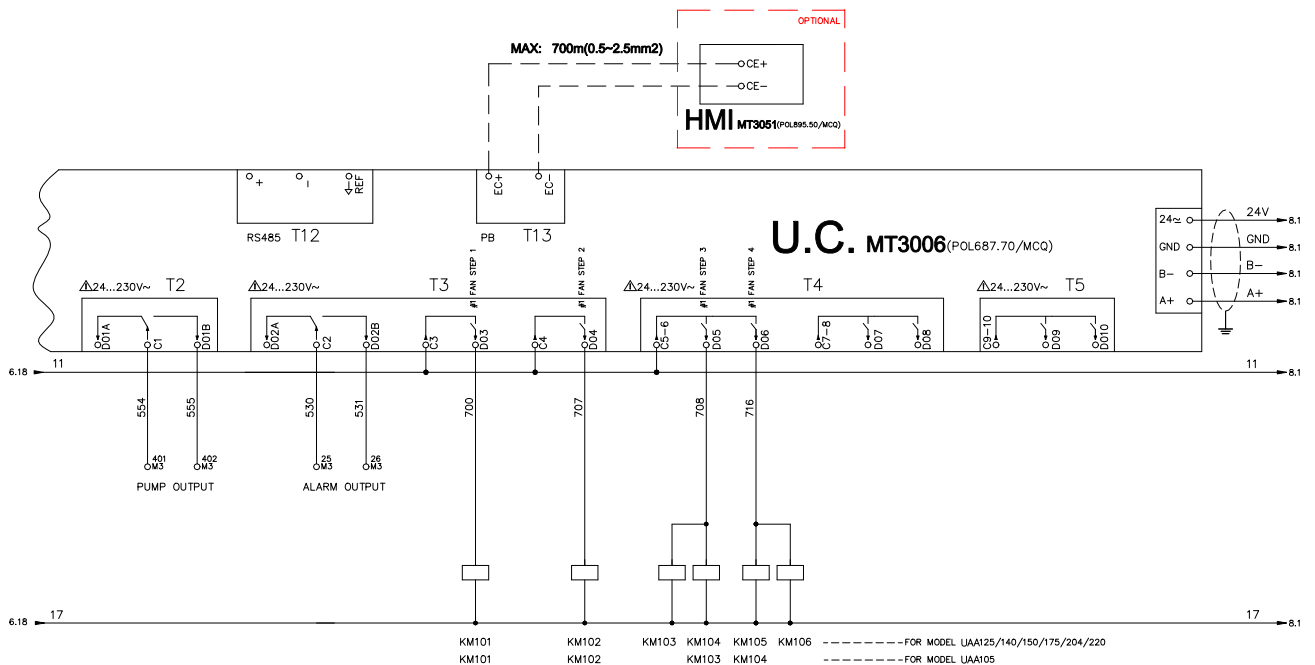 OPTIONAL
MAX: 700m(0.5~2.5mm2)
CE+
CE−
HMI MT3051(POL895.50/MCQ)
+ − REF
EC+ EC−
RS485 T12
PB T13
U.C. MT3006(POL687.70/MCQ)
24~ 24V 8.1
GND GND 8.1
B− B− 8.1
A+ A+ 8.1
#1 FAN STEP 1
#1 FAN STEP 2
#1 FAN STEP 3
#1 FAN STEP 4
⚠24...230V~ T2
⚠24...230V~ T3
⚠24...230V~ T4
⚠24...230V~ T5
D01A C1 D01B D02A C2 D02B C3 D03 C4 D04 C5-6 D05 D06 C7-8 D07 D08 C9-10 D09 D010
6.18 11 11 8.1
554 555 530 531 700 707 708 716
401 M3
402 M3
25 M3
26 M3
PUMP OUTPUT
ALARM OUTPUT
6.18 17 17 8.1
KM101 KM102 KM103 KM104 KM105 KM106 FOR MODEL UAA125/140/150/175/204/220
KM101 KM102 KM103 KM104 FOR MODEL UAA105